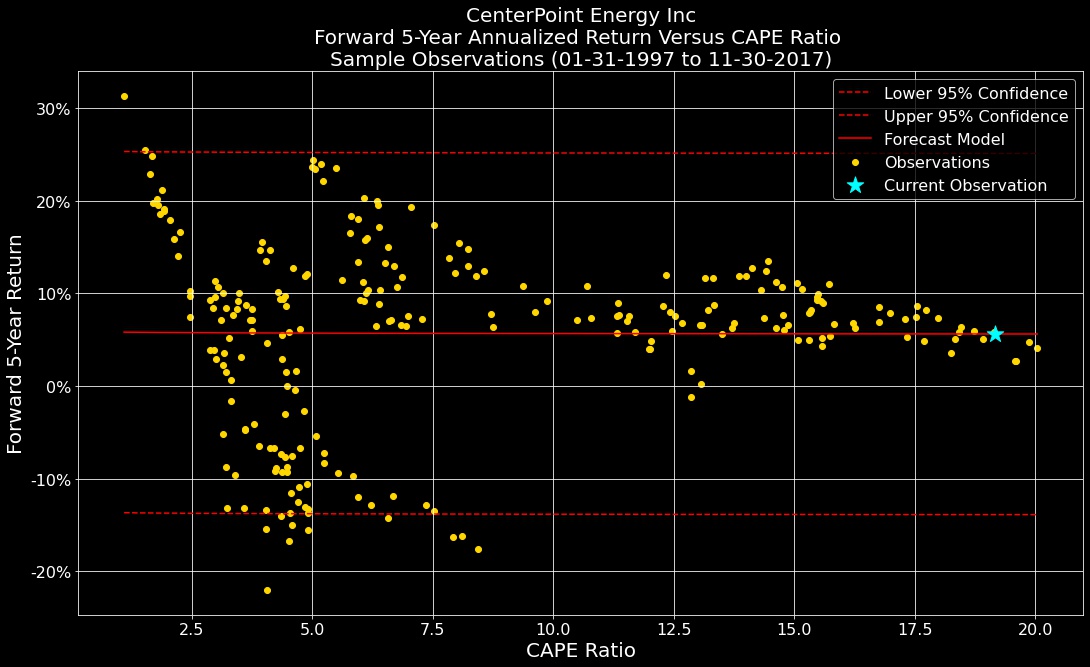 CenterPoint Energy Inc
Forward 5-Year Annualized Return Versus CAPE Ratio
Sample Observations (01-31-1997 to 11-30-2017)
Lower 95% Confidence
Upper 95% Confidence
Forecast Model
Observations
Current Observation
Forward 5-Year Return
30%
20%
10%
0%
-10%
-20%
2.5 5.0 7.5 10.0 12.5 15.0 17.5 20.0
CAPE Ratio